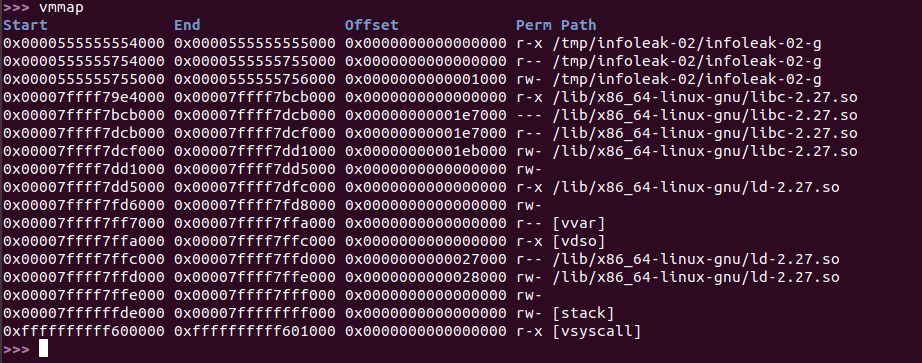 >>> vmmap
Start End Offset Perm Path
0x0000555555554000 0x0000555555555000 0x0000000000000000 r-x /tmp/infoleak-02/infoleak-02-g
0x0000555555754000 0x0000555555755000 0x0000000000000000 r-- /tmp/infoleak-02/infoleak-02-g
0x0000555555755000 0x0000555555756000 0x0000000000001000 rw- /tmp/infoleak-02/infoleak-02-g
0x00007ffff79e4000 0x00007ffff7bcb000 0x0000000000000000 r-x /lib/x86_64-linux-gnu/libc-2.27.so
0x00007ffff7bcb000 0x00007ffff7dcb000 0x00000000001e7000 --- /lib/x86_64-linux-gnu/libc-2.27.so
0x00007ffff7dcb000 0x00007ffff7dcf000 0x00000000001e7000 r-- /lib/x86_64-linux-gnu/libc-2.27.so
0x00007ffff7dcf000 0x00007ffff7dd1000 0x00000000001eb000 rw- /lib/x86_64-linux-gnu/libc-2.27.so
0x00007ffff7dd1000 0x00007ffff7dd5000 0x0000000000000000 rw-
0x00007ffff7dd5000 0x00007ffff7dfc000 0x0000000000000000 r-x /lib/x86_64-linux-gnu/ld-2.27.so
0x00007ffff7fd6000 0x00007ffff7fd8000 0x0000000000000000 rw-
0x00007ffff7ff7000 0x00007ffff7ffa000 0x0000000000000000 r-- [vvar]
0x00007ffff7ffa000 0x00007ffff7ffc000 0x0000000000000000 r-x [vdso]
0x00007ffff7ffc000 0x00007ffff7ffd000 0x0000000000027000 r-- /lib/x86_64-linux-gnu/ld-2.27.so
0x00007ffff7ffd000 0x00007ffff7ffe000 0x0000000000028000 rw- /lib/x86_64-linux-gnu/ld-2.27.so
0x00007ffff7ffe000 0x00007ffff7fff000 0x0000000000000000 rw-
0x00007ffffffde000 0x00007ffffffff000 0x0000000000000000 rw- [stack]
0xffffffffff600000 0xffffffffff601000 0x0000000000000000 r-x [vsyscall]
>>>